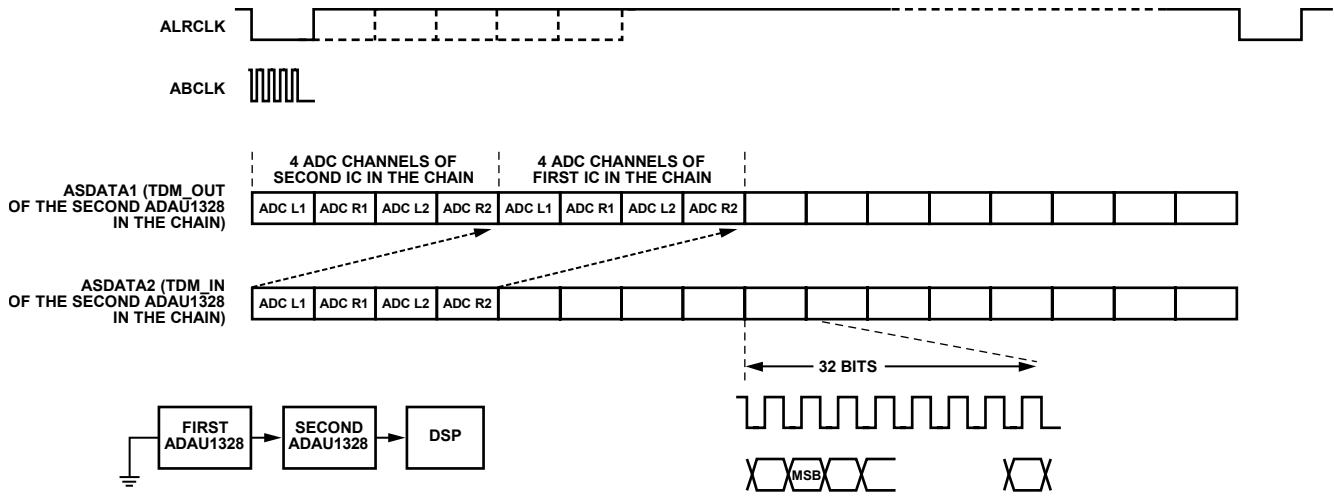 ALRCLK
ABCLK
4 ADC CHANNELS OF
SECOND IC IN THE CHAIN
4 ADC CHANNELS OF
FIRST IC IN THE CHAIN
ASDATA1 (TDM_OUT
OF THE SECOND ADAU1328
IN THE CHAIN)
ADC L1 ADC R1 ADC L2 ADC R2 ADC L1 ADC R1 ADC L2 ADC R2
ASDATA2 (TDM_IN
OF THE SECOND ADAU1328
IN THE CHAIN)
ADC L1 ADC R1 ADC L2 ADC R2
32 BITS
FIRST
ADAU1328
SECOND
ADAU1328
DSP
MSB